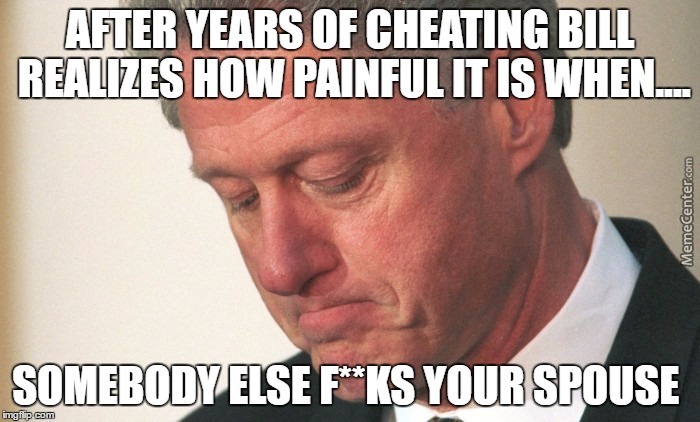 AFTER YEARS OF CHEATING BILL
REALIZES HOW PAINFUL IT IS WHEN....
MemeCenter.com
SOMEBODY ELSE F**KS YOUR SPOUSE
imgflip.com